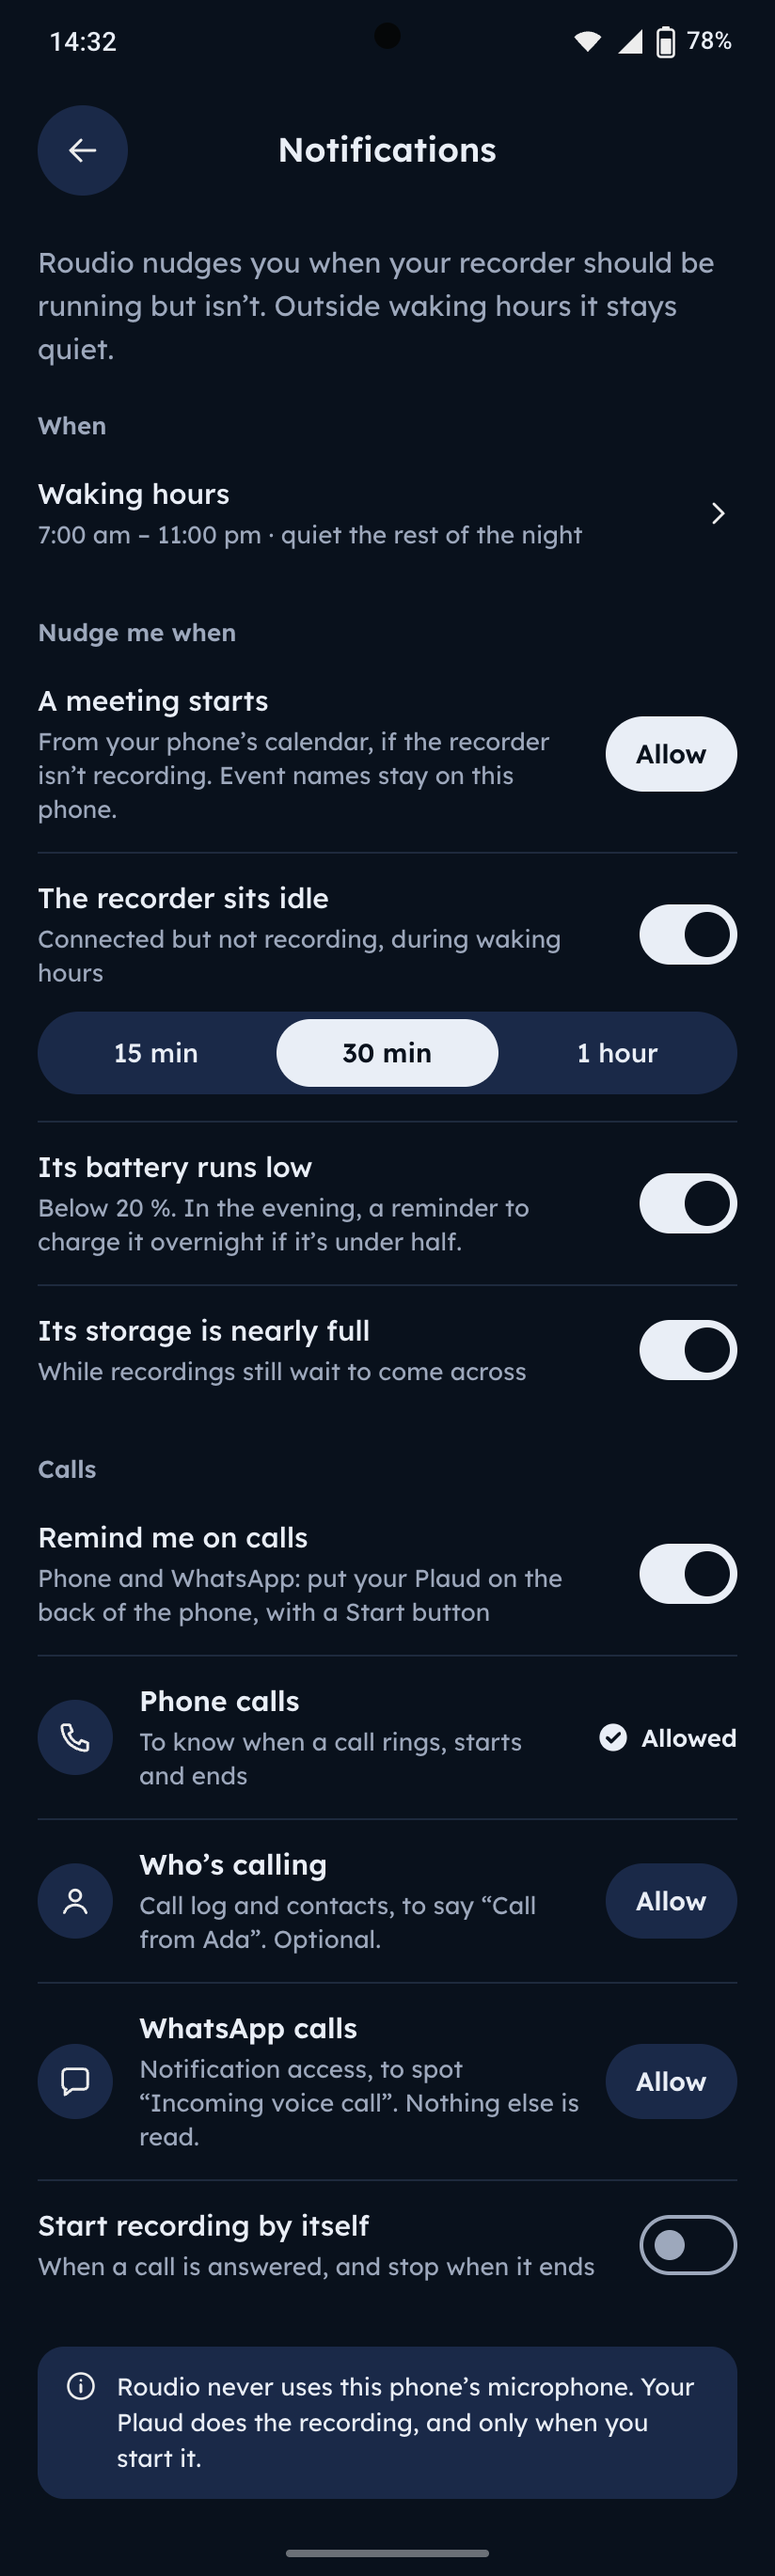 14:32
78%
Notifications
Roudio nudges you when your recorder should be
running but isn’t. Outside waking hours it stays
quiet.
When
Waking hours
7:00 am – 11:00 pm · quiet the rest of the night
Nudge me when
A meeting starts
From your phone’s calendar, if the recorder
isn’t recording. Event names stay on this
phone.
Allow
The recorder sits idle
Connected but not recording, during waking
hours
15 min
30 min
1 hour
Its battery runs low
Below 20 %. In the evening, a reminder to
charge it overnight if it’s under half.
Its storage is nearly full
While recordings still wait to come across
Calls
Remind me on calls
Phone and WhatsApp: put your Plaud on the
back of the phone, with a Start button
Phone calls
To know when a call rings, starts
and ends
Allowed
Who’s calling
Call log and contacts, to say “Call
from Ada”. Optional.
Allow
WhatsApp calls
Notification access, to spot
“Incoming voice call”. Nothing else is
read.
Allow
Start recording by itself
When a call is answered, and stop when it ends
Roudio never uses this phone’s microphone. Your
Plaud does the recording, and only when you
start it.